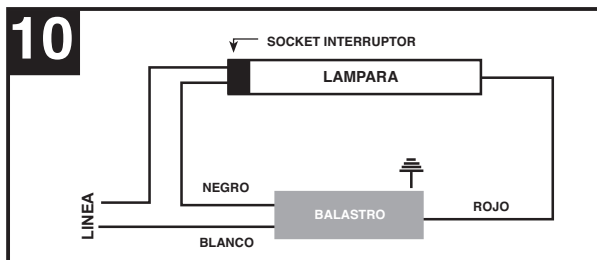 10
SOCKET INTERRUPTOR
LAMPARA
NEGRO
BALASTRO
ROJO
LINEA
BLANCO